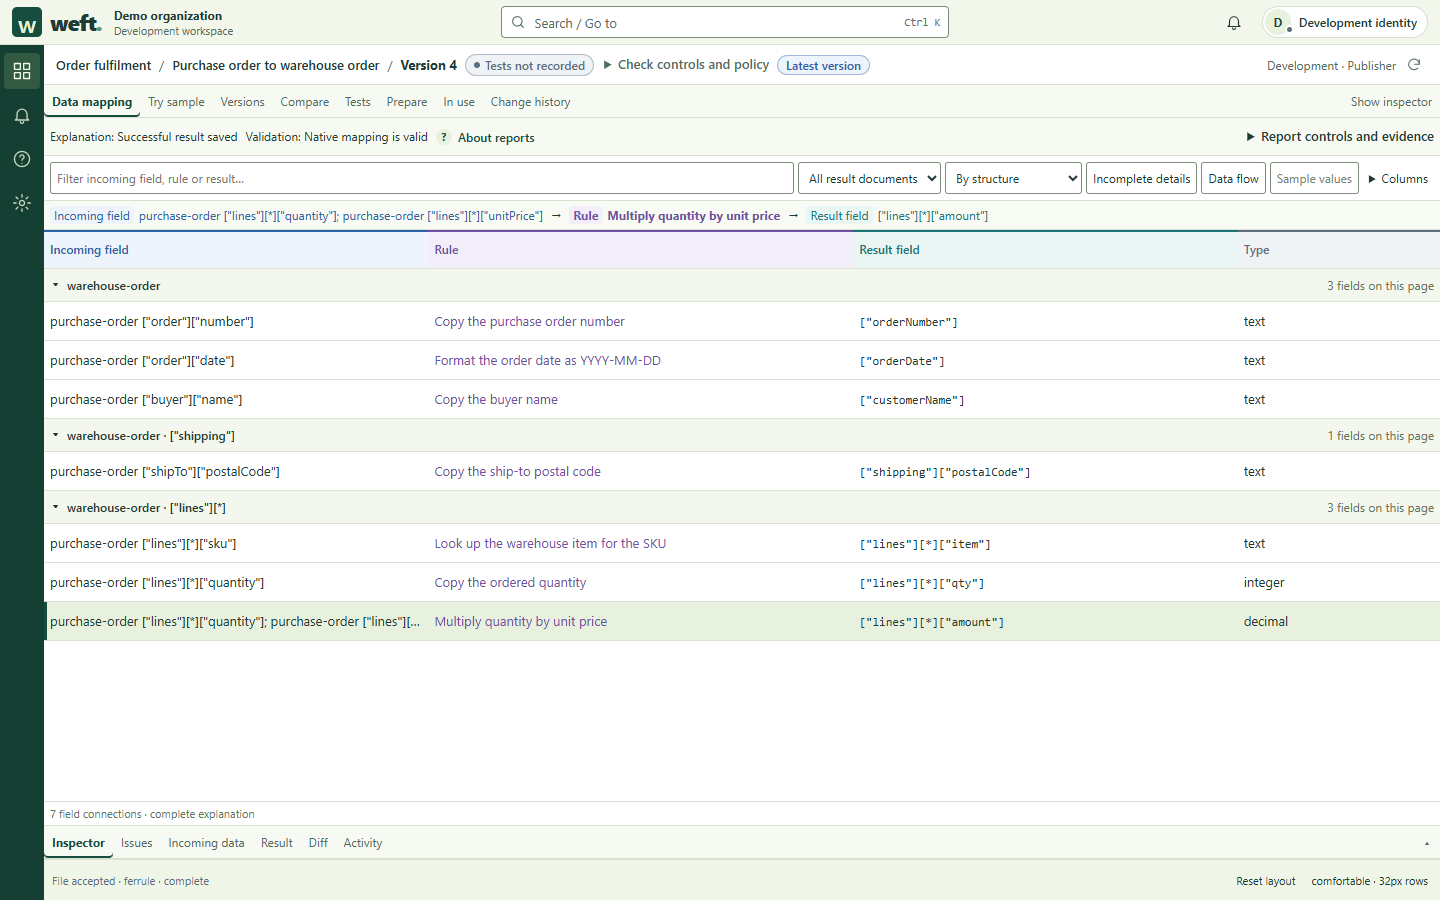 w weft. Demo organization Search / Go to Ctrl K D Development identity
Development workspace
Order fulfilment / Purchase order to warehouse order / Version 4 Tests not recorded Check controls and policy Latest version Development · Publisher
Data mapping Try sample Versions Compare Tests Prepare In use Change history Show inspector
Explanation: Successful result saved Validation: Native mapping is valid ? About reports Report controls and evidence
Filter incoming field, rule or result... All result documents By structure Incomplete details Data flow Sample values Columns
Incoming field purchase-order ["lines"][*]["quantity"]; purchase-order ["lines"][*]["unitPrice"] → Rule Multiply quantity by unit price → Result field ["lines"][*]["amount"]
Incoming field Rule Result field Type
warehouse-order 3 fields on this page
purchase-order ["order"]["number"] Copy the purchase order number ["orderNumber"] text
purchase-order ["order"]["date"] Format the order date as YYYY-MM-DD ["orderDate"] text
purchase-order ["buyer"]["name"] Copy the buyer name ["customerName"] text
warehouse-order · ["shipping"] 1 fields on this page
purchase-order ["shipTo"]["postalCode"] Copy the ship-to postal code ["shipping"]["postalCode"] text
warehouse-order · ["lines"][*] 3 fields on this page
purchase-order ["lines"][*]["sku"] Look up the warehouse item for the SKU ["lines"][*]["item"] text
purchase-order ["lines"][*]["quantity"] Copy the ordered quantity ["lines"][*]["qty"] integer
purchase-order ["lines"][*]["quantity"]; purchase-order ["lines"][... Multiply quantity by unit price ["lines"][*]["amount"] decimal
7 field connections · complete explanation
Inspector Issues Incoming data Result Diff Activity
File accepted · ferrule · complete Reset layout comfortable · 32px rows